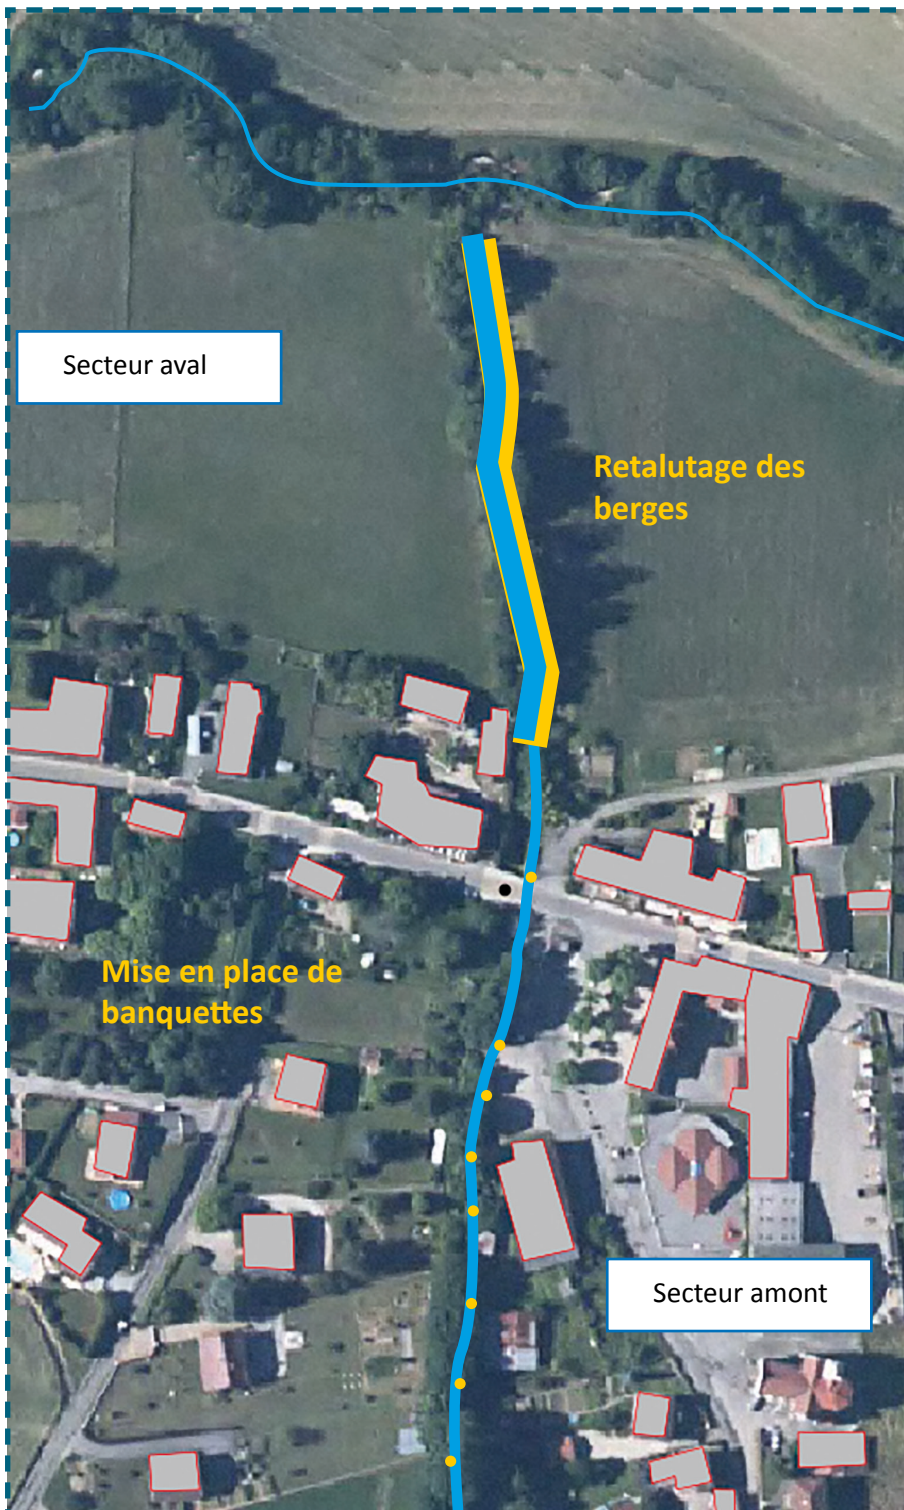 Secteur aval
Retalutage des
berges
Mise en place de
banquettes
Secteur amont